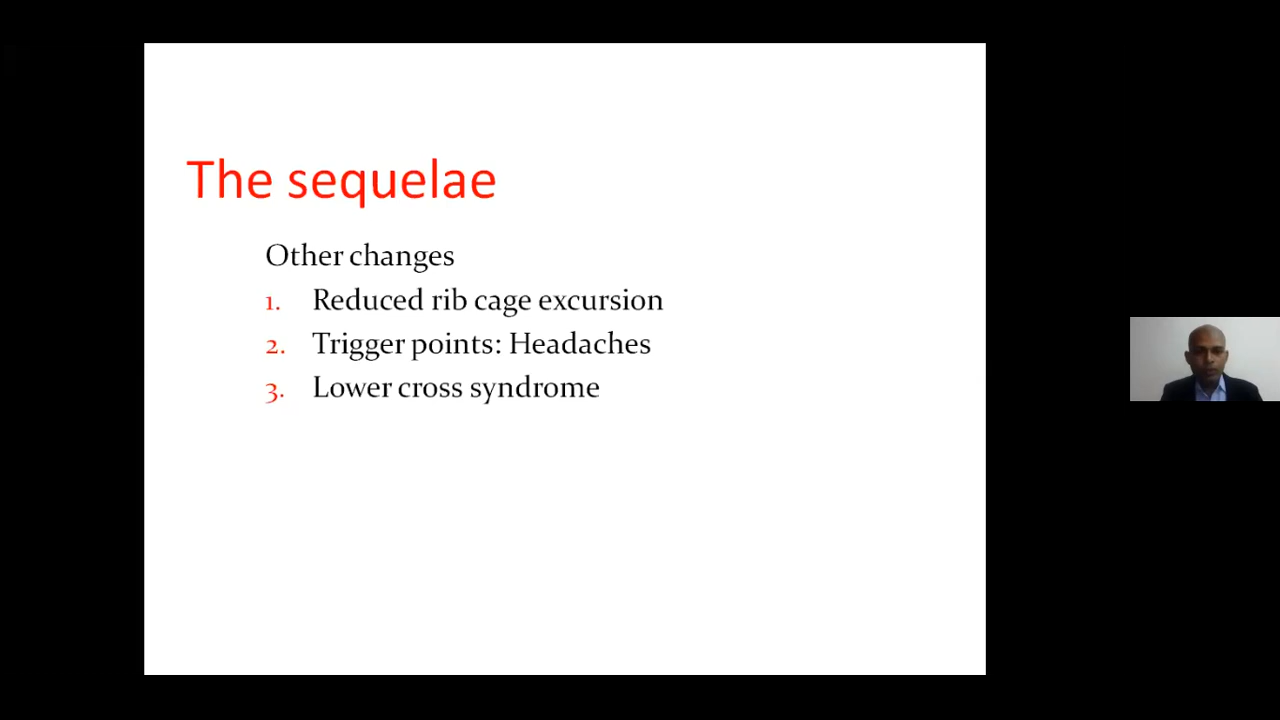 The sequelae
Other changes
1. Reduced rib cage excursion
2. Trigger points: Headaches
3. Lower cross syndrome